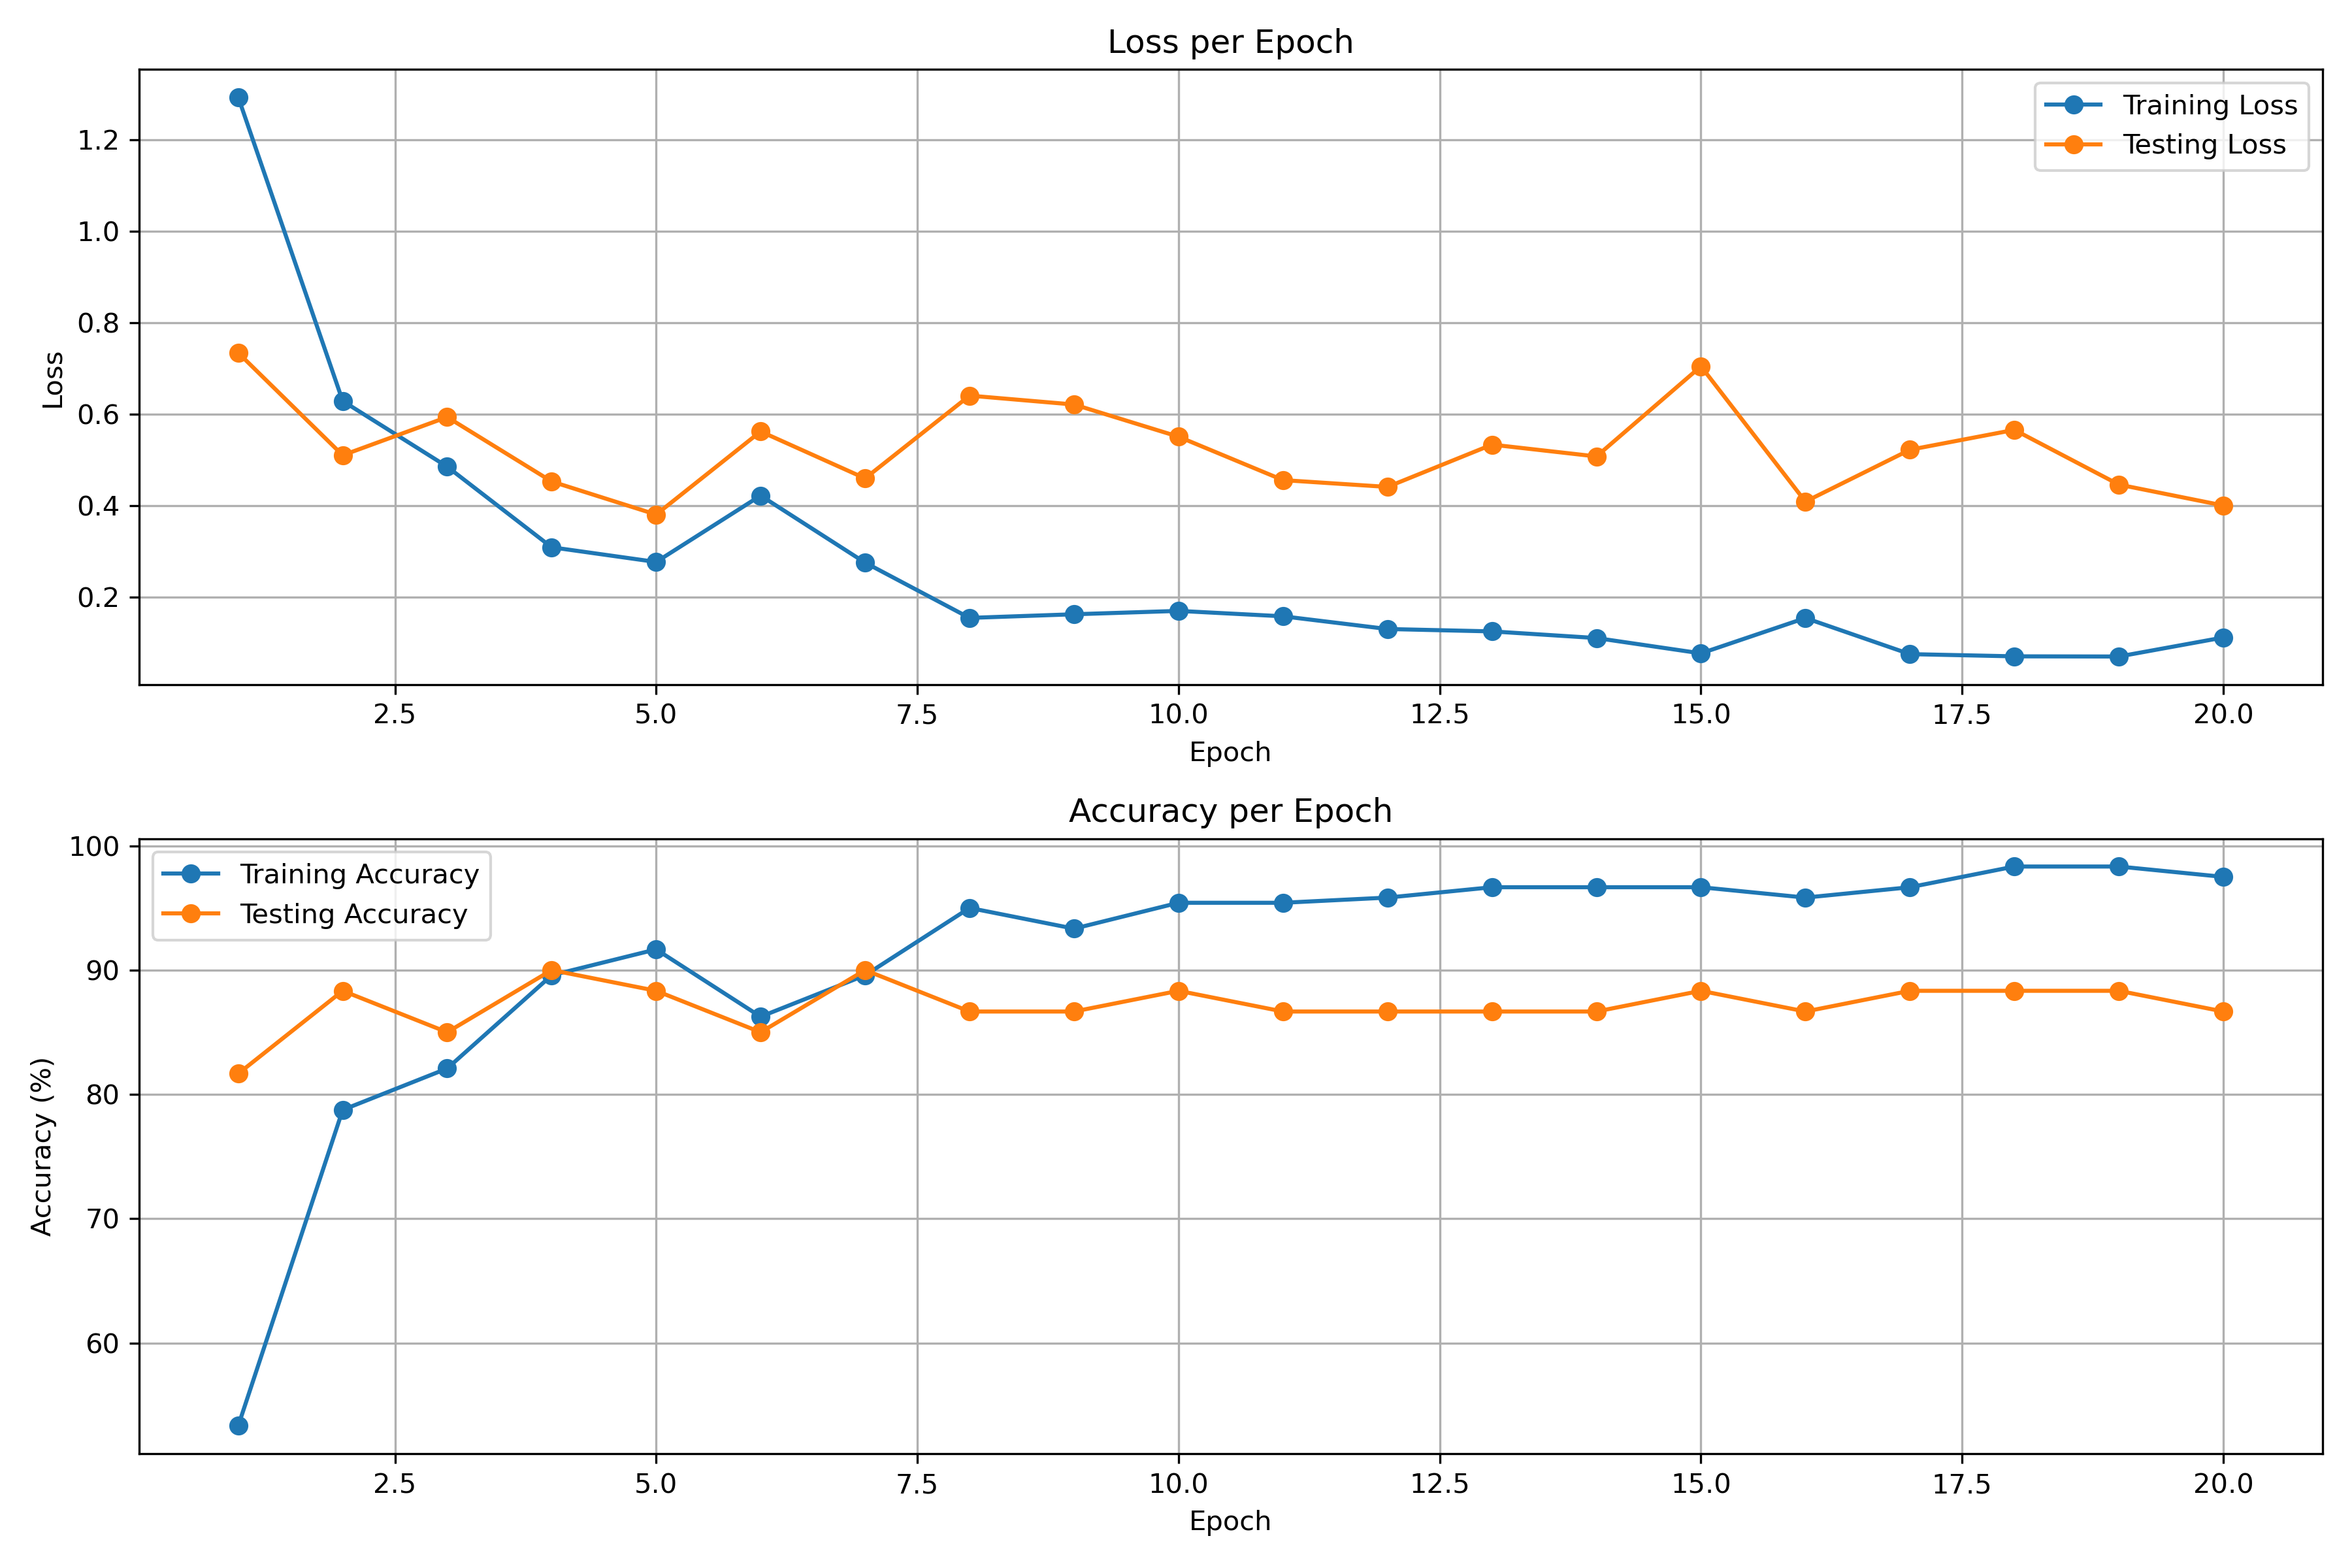 Loss per Epoch
Training Loss
Testing Loss
1.2
1.0
0.8
0.6
0.4
0.2
Loss
2.5 5.0 7.5 10.0 12.5 15.0 17.5 20.0
Epoch
Accuracy per Epoch
Training Accuracy
Testing Accuracy
100
90
80
70
60
Accuracy (%)
2.5 5.0 7.5 10.0 12.5 15.0 17.5 20.0
Epoch